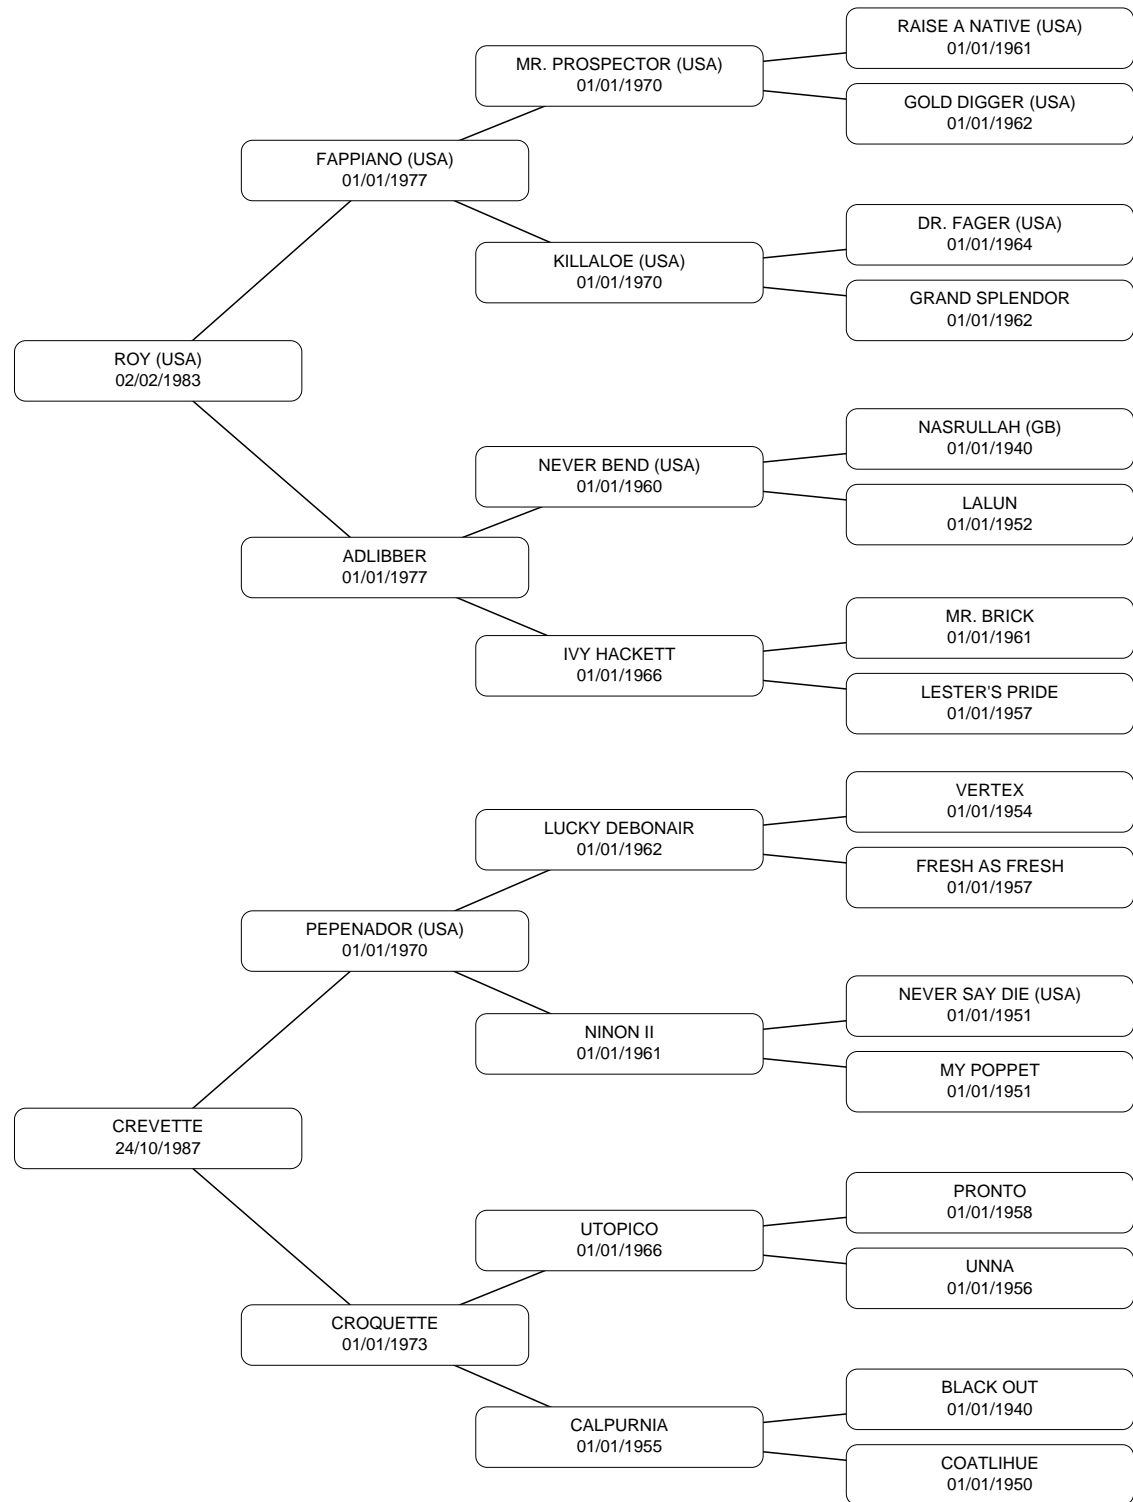 RAISE A NATIVE (USA)
01/01/1961
MR. PROSPECTOR (USA)
01/01/1970
GOLD DIGGER (USA)
01/01/1962
FAPPIANO (USA)
01/01/1977
DR. FAGER (USA)
01/01/1964
KILLALOE (USA)
01/01/1970
GRAND SPLENDOR
01/01/1962
ROY (USA)
02/02/1983
NASRULLAH (GB)
01/01/1940
NEVER BEND (USA)
01/01/1960
LALUN
01/01/1952
ADLIBBER
01/01/1977
MR. BRICK
01/01/1961
IVY HACKETT
01/01/1966
LESTER'S PRIDE
01/01/1957
VERTEX
01/01/1954
LUCKY DEBONAIR
01/01/1962
FRESH AS FRESH
01/01/1957
PEPENADOR (USA)
01/01/1970
NEVER SAY DIE (USA)
01/01/1951
NINON II
01/01/1961
MY POPPET
01/01/1951
CREVETTE
24/10/1987
PRONTO
01/01/1958
UTOPICO
01/01/1966
UNNA
01/01/1956
CROQUETTE
01/01/1973
BLACK OUT
01/01/1940
CALPURNIA
01/01/1955
COATLIHUE
01/01/1950